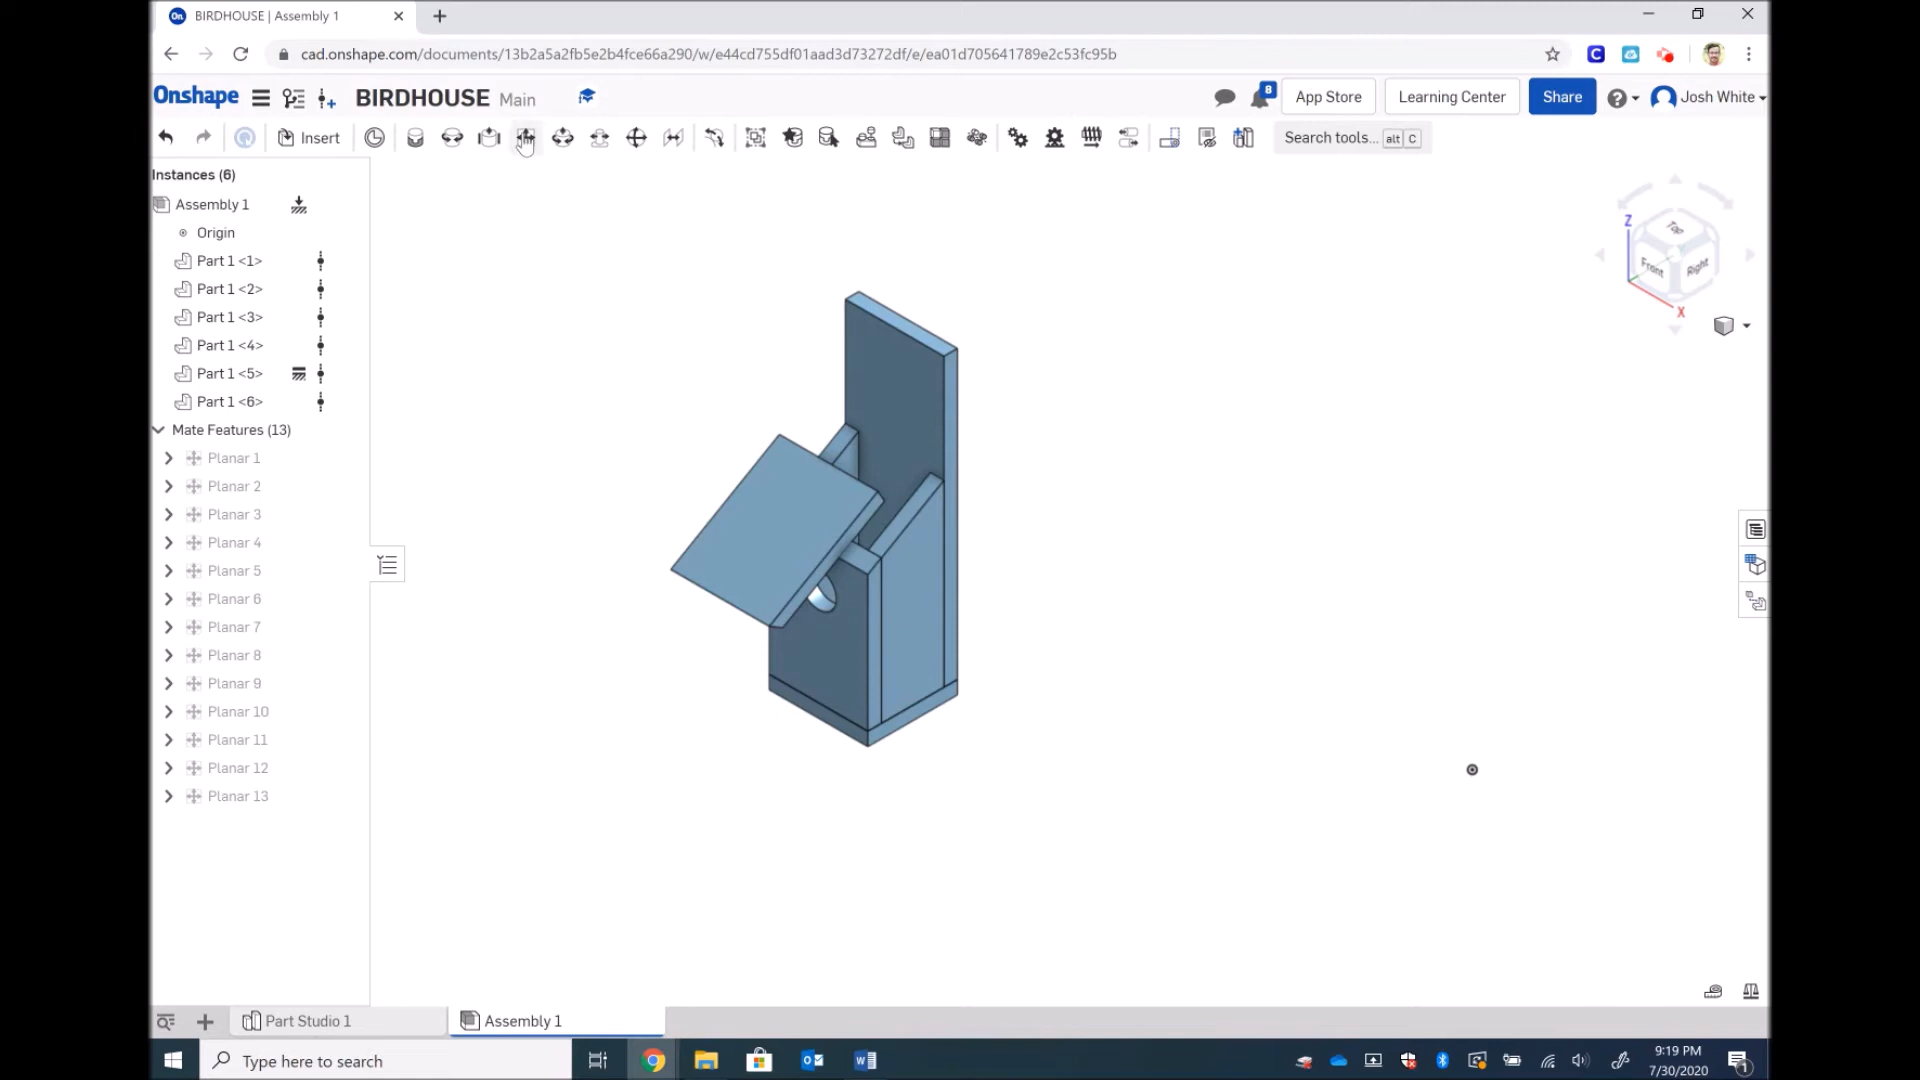 On BIRDHOUSE | Assembly 1
cad.onshape.com/documents/13b2a5a2fb5e2b4fce66a290/w/e44cd755df01aad3d73272df/e/ea01d705641789e2c53fc95b
Onshape BIRDHOUSE Main 8 App Store Learning Center Share Josh White
Insert Search tools... alt C
Instances (6)
Assembly 1
Origin
Part 1 <1>
Part 1 <2>
Part 1 <3>
Part 1 <4>
Part 1 <5>
Part 1 <6>
Mate Features (13)
Planar 1
Planar 2
Planar 3
Planar 4
Planar 5
Planar 6
Planar 7
Planar 8
Planar 9
Planar 10
Planar 11
Planar 12
Planar 13
Z
Top
Front Right
X
Part Studio 1 Assembly 1
Type here to search
9:19 PM
7/30/2020
1